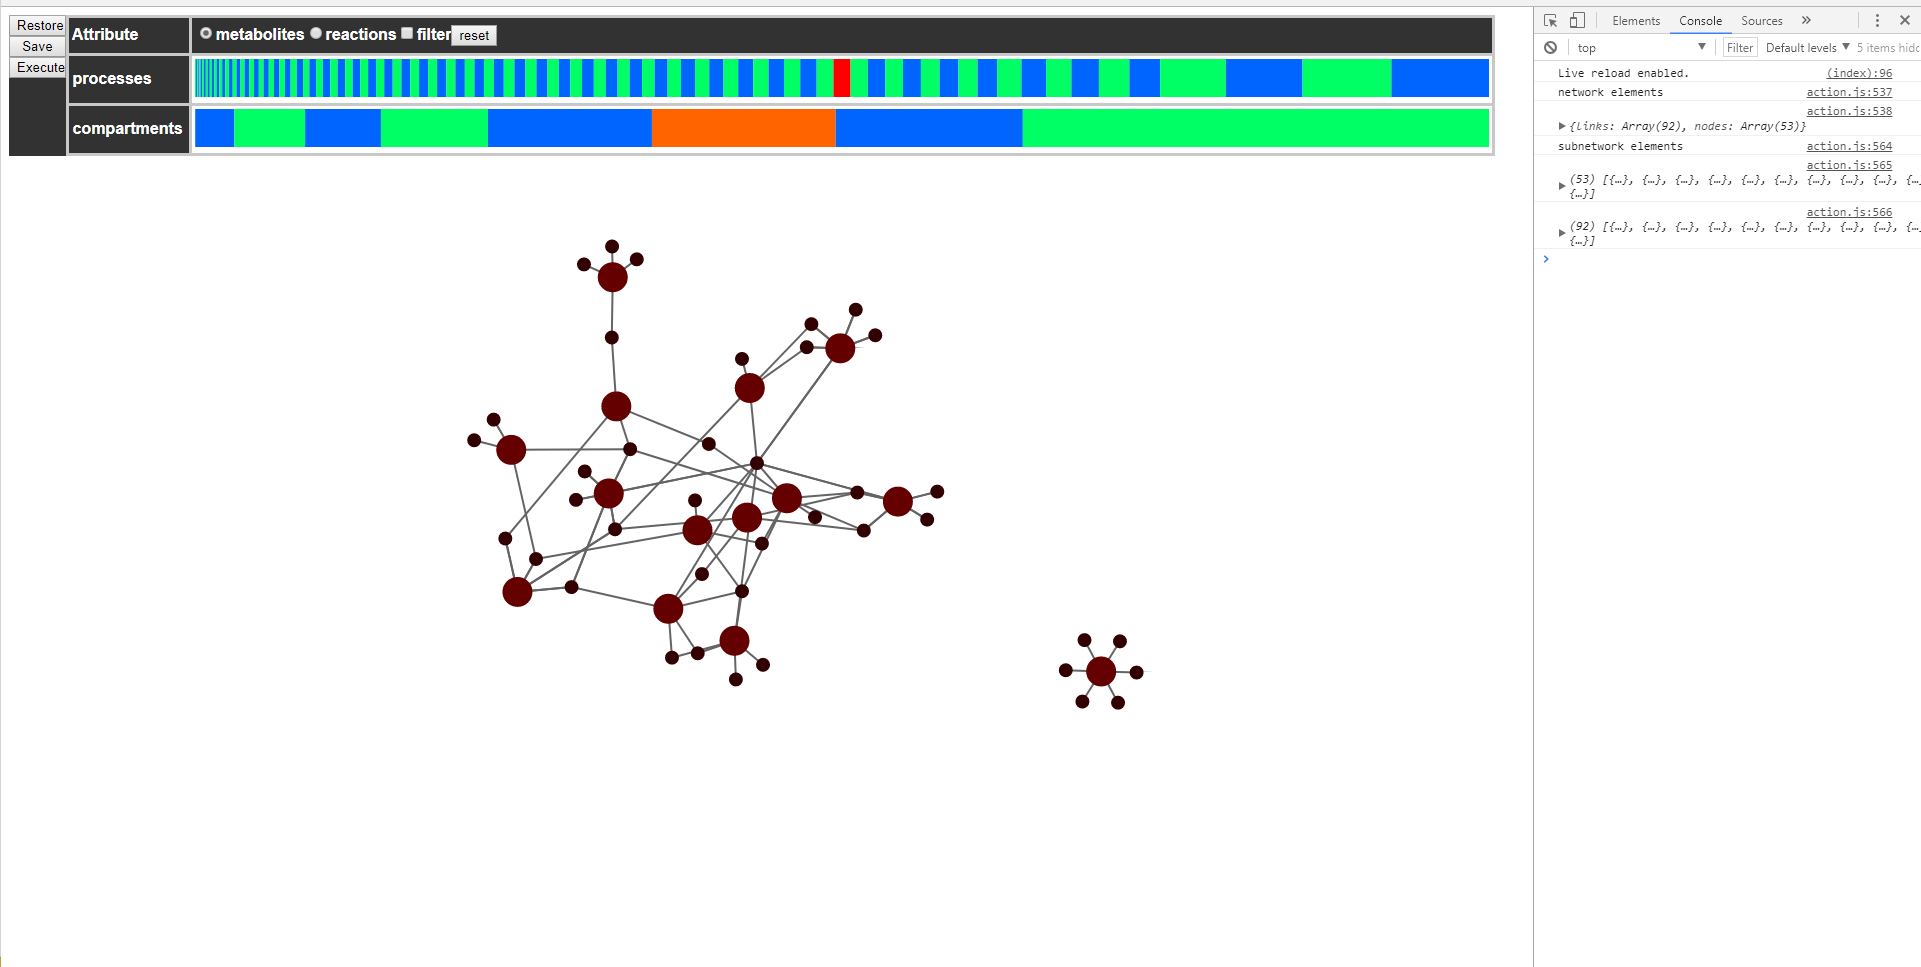 Restore
Save
Execute
Attribute
metabolites reactions filter reset
processes
compartments
Elements Console Sources »
top Filter Default levels 5 items hidd
Live reload enabled. (index):96
network elements action.js:537
action.js:538
{links: Array(92), nodes: Array(53)}
subnetwork elements action.js:564
action.js:565
(53) [{…}, {…}, {…}, {…}, {…}, {…}, {…}, {…}, {…}, {…
{…}]
action.js:566
(92) [{…}, {…}, {…}, {…}, {…}, {…}, {…}, {…}, {…}, {…
{…}]